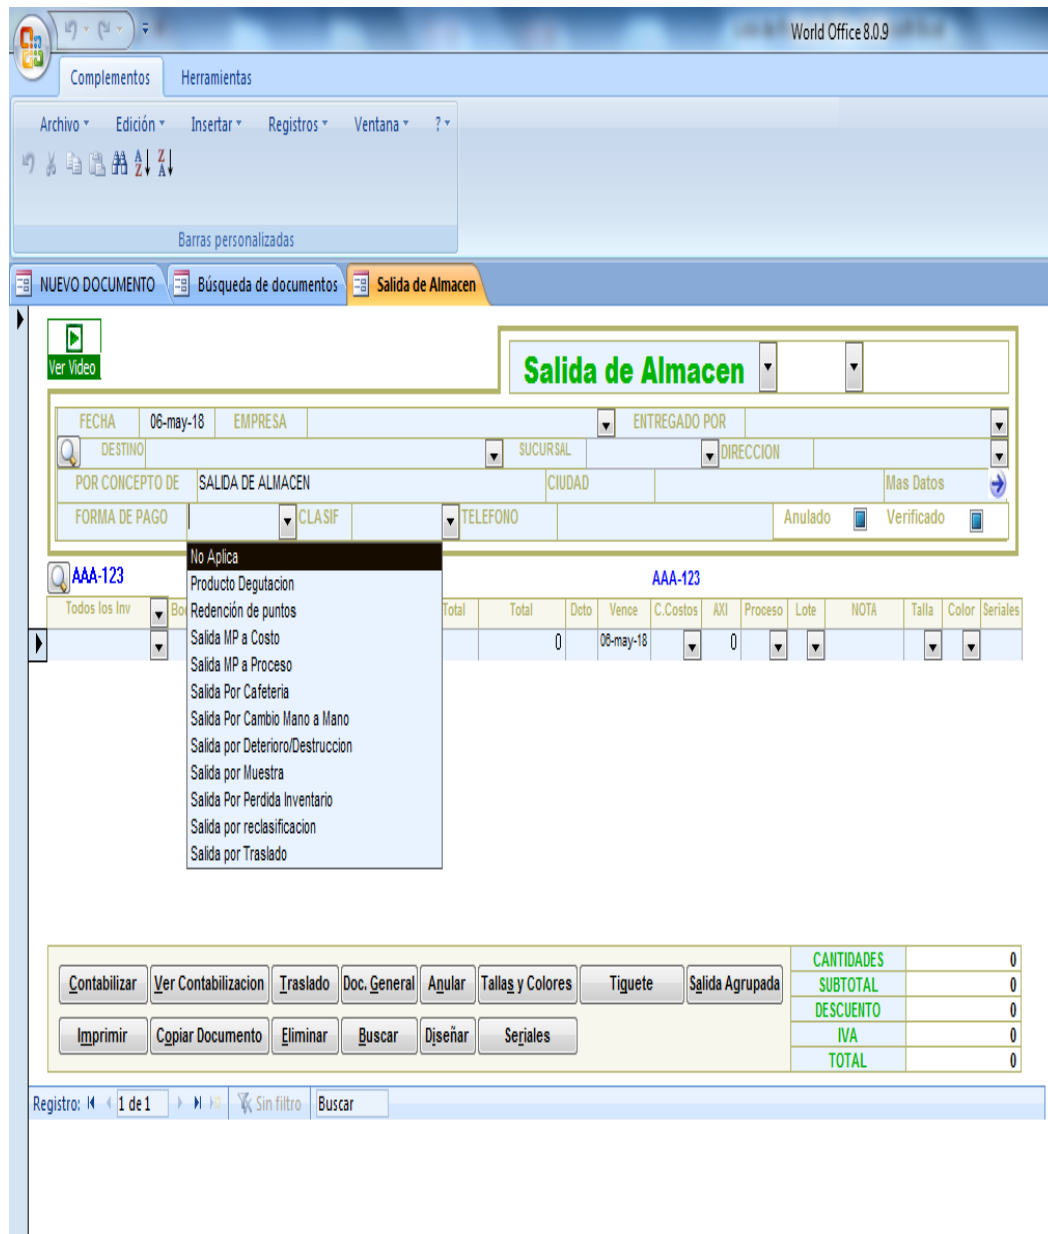 World Office 8.0.9
Complementos Herramientas
Archivo Edición Insertar Registros Ventana ?
Barras personalizadas
NUEVO DOCUMENTO Búsqueda de documentos Salida de Almacen
Ver Video
Salida de Almacen
FECHA 06-may-18 EMPRESA ENTREGADO POR
DESTINO SUCURSAL DIRECCION
POR CONCEPTO DE SALIDA DE ALMACEN CIUDAD Mas Datos
FORMA DE PAGO CLASIF TELEFONO Anulado Verificado
No Aplica
Producto Degutacion
Redención de puntos
Salida MP a Costo
Salida MP a Proceso
Salida Por Cafeteria
Salida Por Cambio Mano a Mano
Salida por Deterioro/Destruccion
Salida por Muestra
Salida Por Perdida Inventario
Salida por reclasificacion
Salida por Traslado
AAA-123 AAA-123
Todos los Inv Total Total Dcto Vence C.Costos AXI Proceso Lote NOTA Talla Color Seriales
0 06-may-18 0
Contabilizar Ver Contabilizacion Traslado Doc. General Anular Tallas y Colores Tiguete Salida Agrupada
Imprimir Copiar Documento Eliminar Buscar Diseñar Seriales
CANTIDADES 0
SUBTOTAL 0
DESCUENTO 0
IVA 0
TOTAL 0
Registro: 1 de 1 Sin filtro Buscar